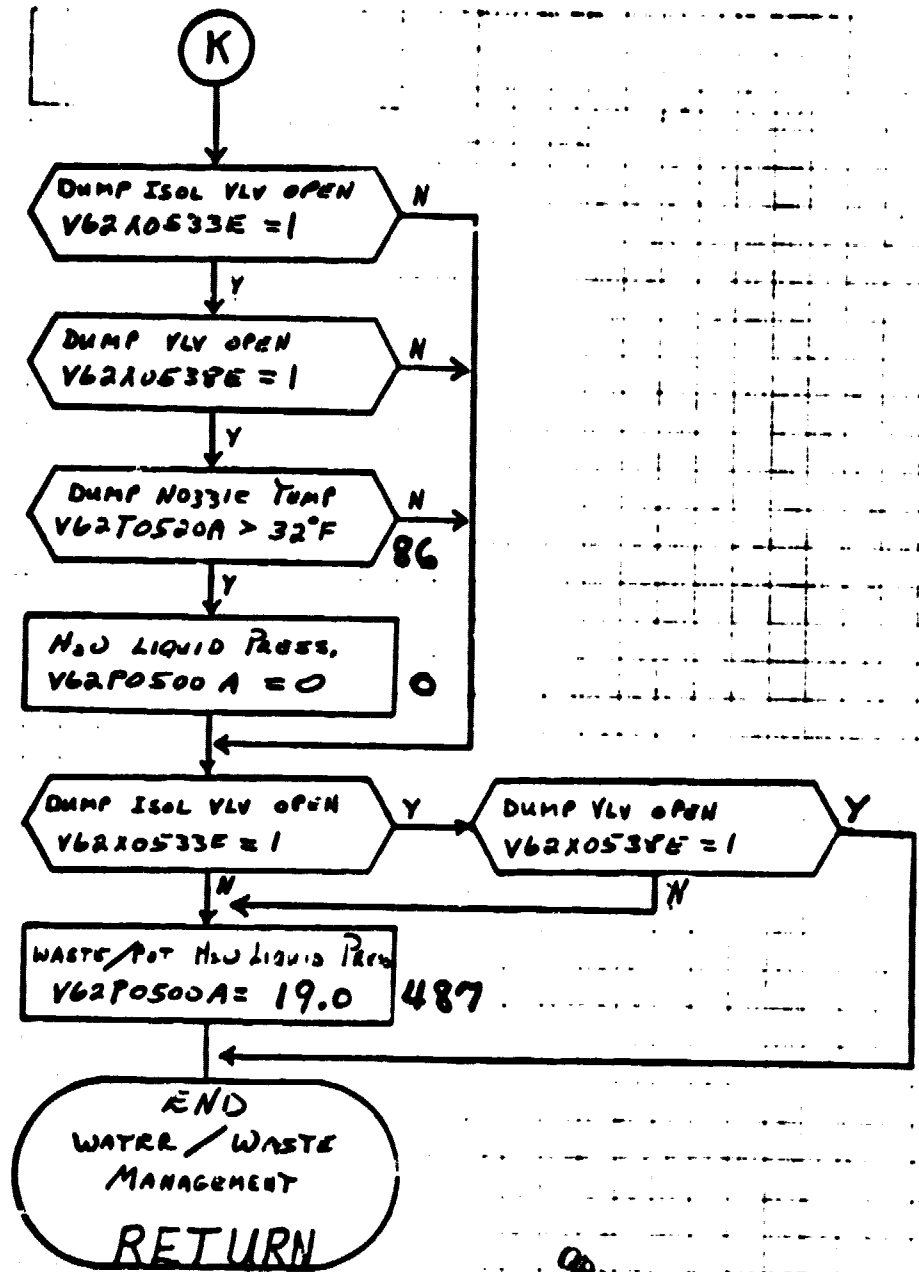 K
DUMP ISOL VLV OPEN
V62X0533E = 1
N
Y
DUMP VLV OPEN
V62X0538E = 1
N
Y
DUMP NOZZLE TEMP
V62T0520A > 32°F
N
86
Y
H2O LIQUID PRESS.
V62P0500A = 0
0
DUMP ISOL VLV OPEN
V62X0533E = 1
Y
DUMP VLV OPEN
V62X0538E = 1
Y
N
N
WASTE/POT H2O LIQUID PRESS
V62P0500A = 19.0
487
END
WATER / WASTE
MANAGEMENT
RETURN